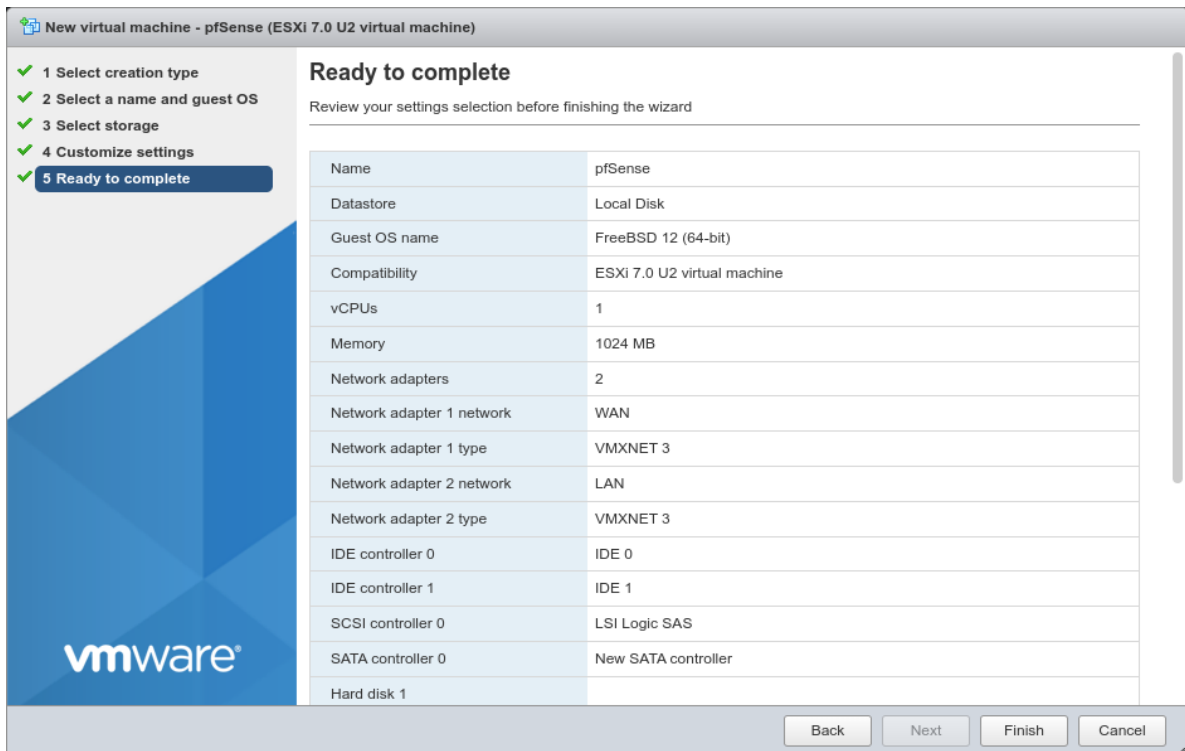 New virtual machine - pfSense (ESXi 7.0 U2 virtual machine)
1 Select creation type
2 Select a name and guest OS
3 Select storage
4 Customize settings
5 Ready to complete
vmware®
Ready to complete
Review your settings selection before finishing the wizard
Name pfSense
Datastore Local Disk
Guest OS name FreeBSD 12 (64-bit)
Compatibility ESXi 7.0 U2 virtual machine
vCPUs 1
Memory 1024 MB
Network adapters 2
Network adapter 1 network WAN
Network adapter 1 type VMXNET 3
Network adapter 2 network LAN
Network adapter 2 type VMXNET 3
IDE controller 0 IDE 0
IDE controller 1 IDE 1
SCSI controller 0 LSI Logic SAS
SATA controller 0 New SATA controller
Hard disk 1
Back Next Finish Cancel